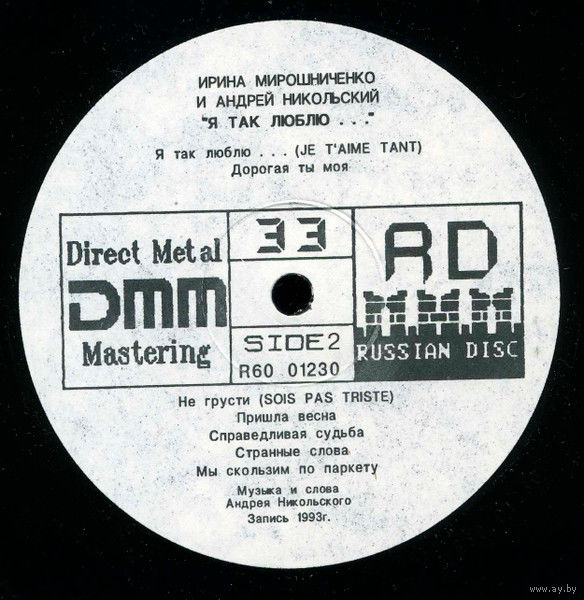 ИРИНА МИРОШНИЧЕНКО
И АНДРЕЙ НИКОЛЬСКИЙ
"Я ТАК ЛЮБЛЮ . . ."
Я так люблю . . . (JE T'AIME TANT)
Дорогая ты моя
Direct Metal
DMM
Mastering
33
SIDE 2
R60 01230
RD
RUSSIAN DISC
Не грусти (SOIS PAS TRISTE)
Пришла весна
Справедливая судьба
Странные слова
Мы скользим по паркету
Музыка и слова
Андрея Никольского
Запись 1993г.
www.ay.by